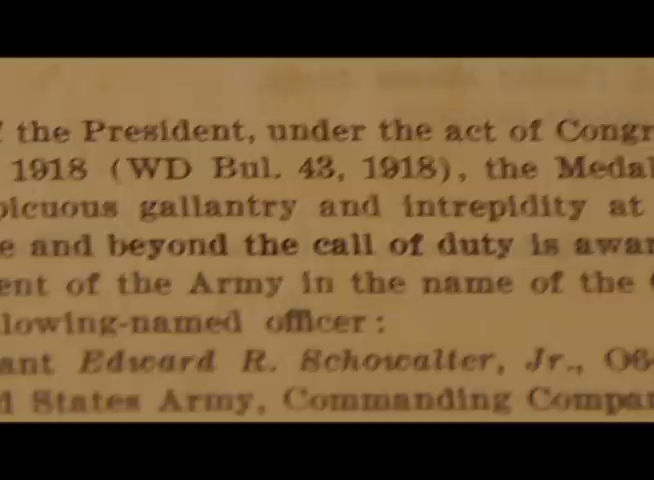 the President, under the act of Congr
1918 (WD Bul. 43, 1918), the Medal
picuous gallantry and intrepidity at
e and beyond the call of duty is awar
ent of the Army in the name of the
lowing-named officer:
ant Edward R. Schowalter, Jr., O6
d States Army, Commanding Compan